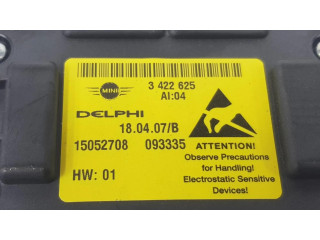 MINI
3 422 625
AI:04
DELPHI
18.04.07/B
15052708 093335
HW: 01
ATTENTION!
Observe Precautions
for Handling!
Electrostatic Sensitive
Devices!